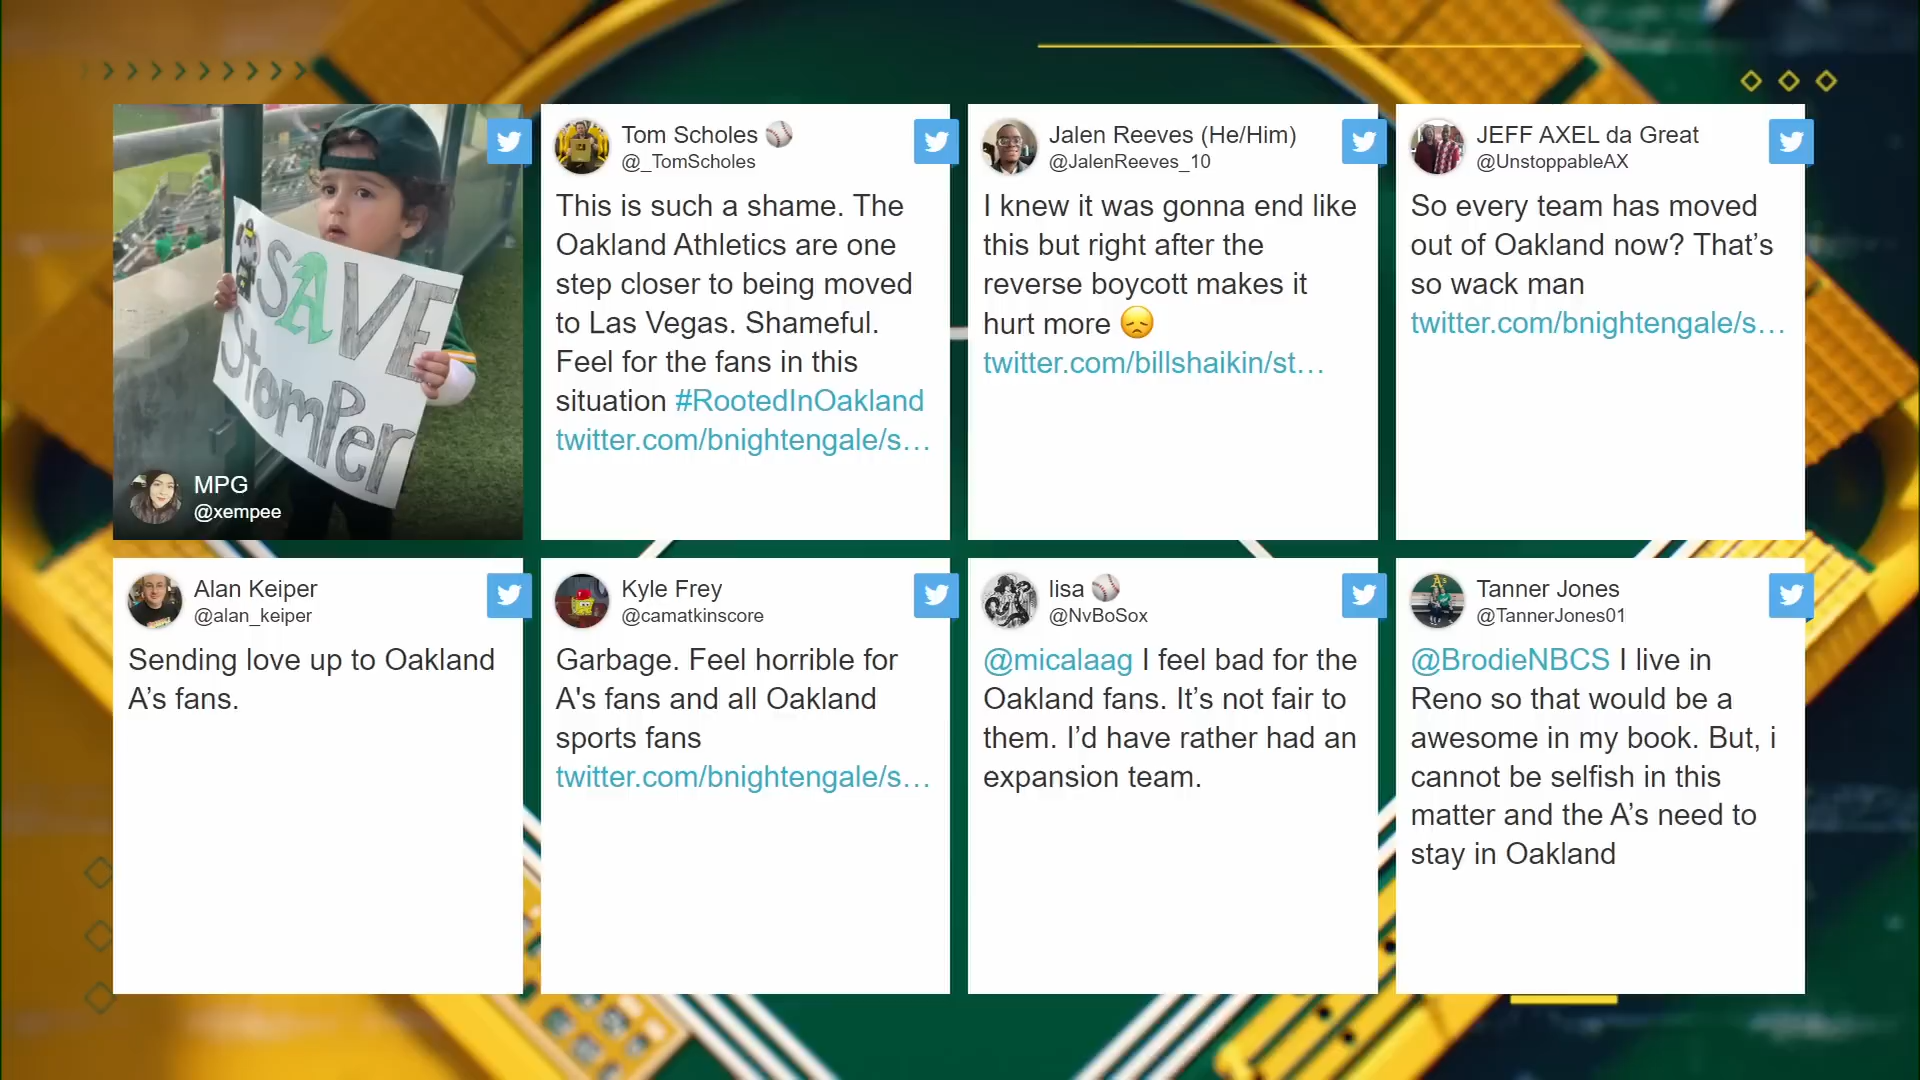 SAVE
Stomper
MPG
@xempee
Tom Scholes ⚾
@_TomScholes
This is such a shame. The
Oakland Athletics are one
step closer to being moved
to Las Vegas. Shameful.
Feel for the fans in this
situation #RootedInOakland
twitter.com/bnightengale/s…
Jalen Reeves (He/Him)
@JalenReeves_10
I knew it was gonna end like
this but right after the
reverse boycott makes it
hurt more 😞
twitter.com/billshaikin/st…
JEFF AXEL da Great
@UnstoppableAX
So every team has moved
out of Oakland now? That’s
so wack man
twitter.com/bnightengale/s…
Alan Keiper
@alan_keiper
Sending love up to Oakland
A’s fans.
Kyle Frey
@camatkinscore
Garbage. Feel horrible for
A's fans and all Oakland
sports fans
twitter.com/bnightengale/s…
lisa ⚾
@NvBoSox
@micalaag I feel bad for the
Oakland fans. It’s not fair to
them. I’d have rather had an
expansion team.
A's
Tanner Jones
@TannerJones01
@BrodieNBCS I live in
Reno so that would be a
awesome in my book. But, i
cannot be selfish in this
matter and the A’s need to
stay in Oakland